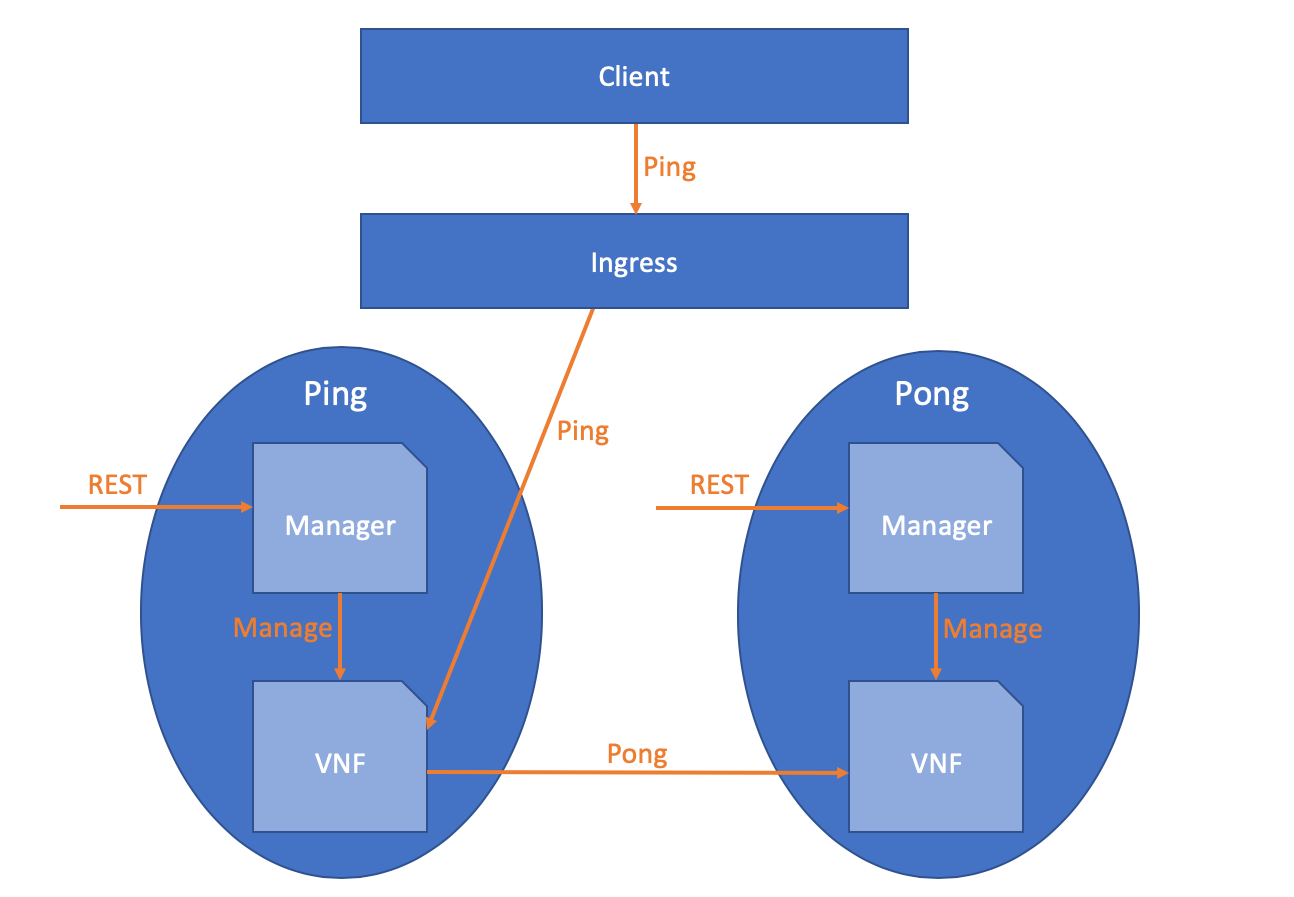 Client
Ping
Ingress
Ping
Pong
Ping
REST
REST
Manager
Manager
Manage
Manage
Pong
VNF
VNF